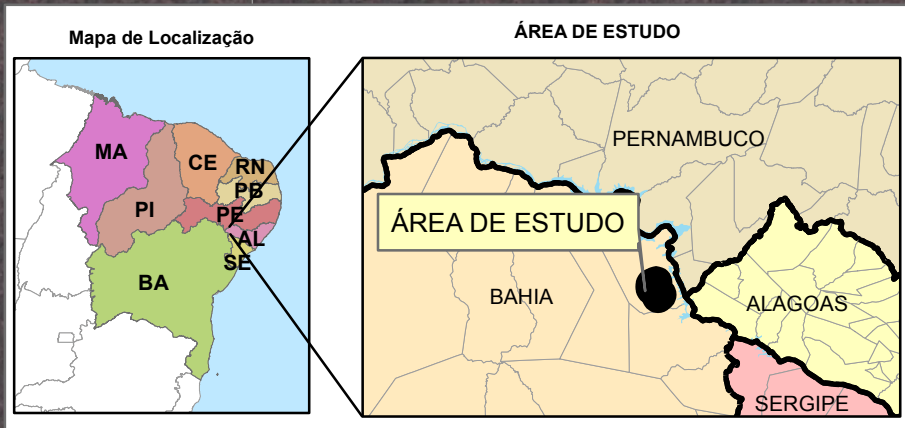 Mapa de Localização
ÁREA DE ESTUDO
MA
CE
RN
PB
PI
PE
AL
SE
BA
PERNAMBUCO
ÁREA DE ESTUDO
BAHIA
ALAGOAS
SERGIPE